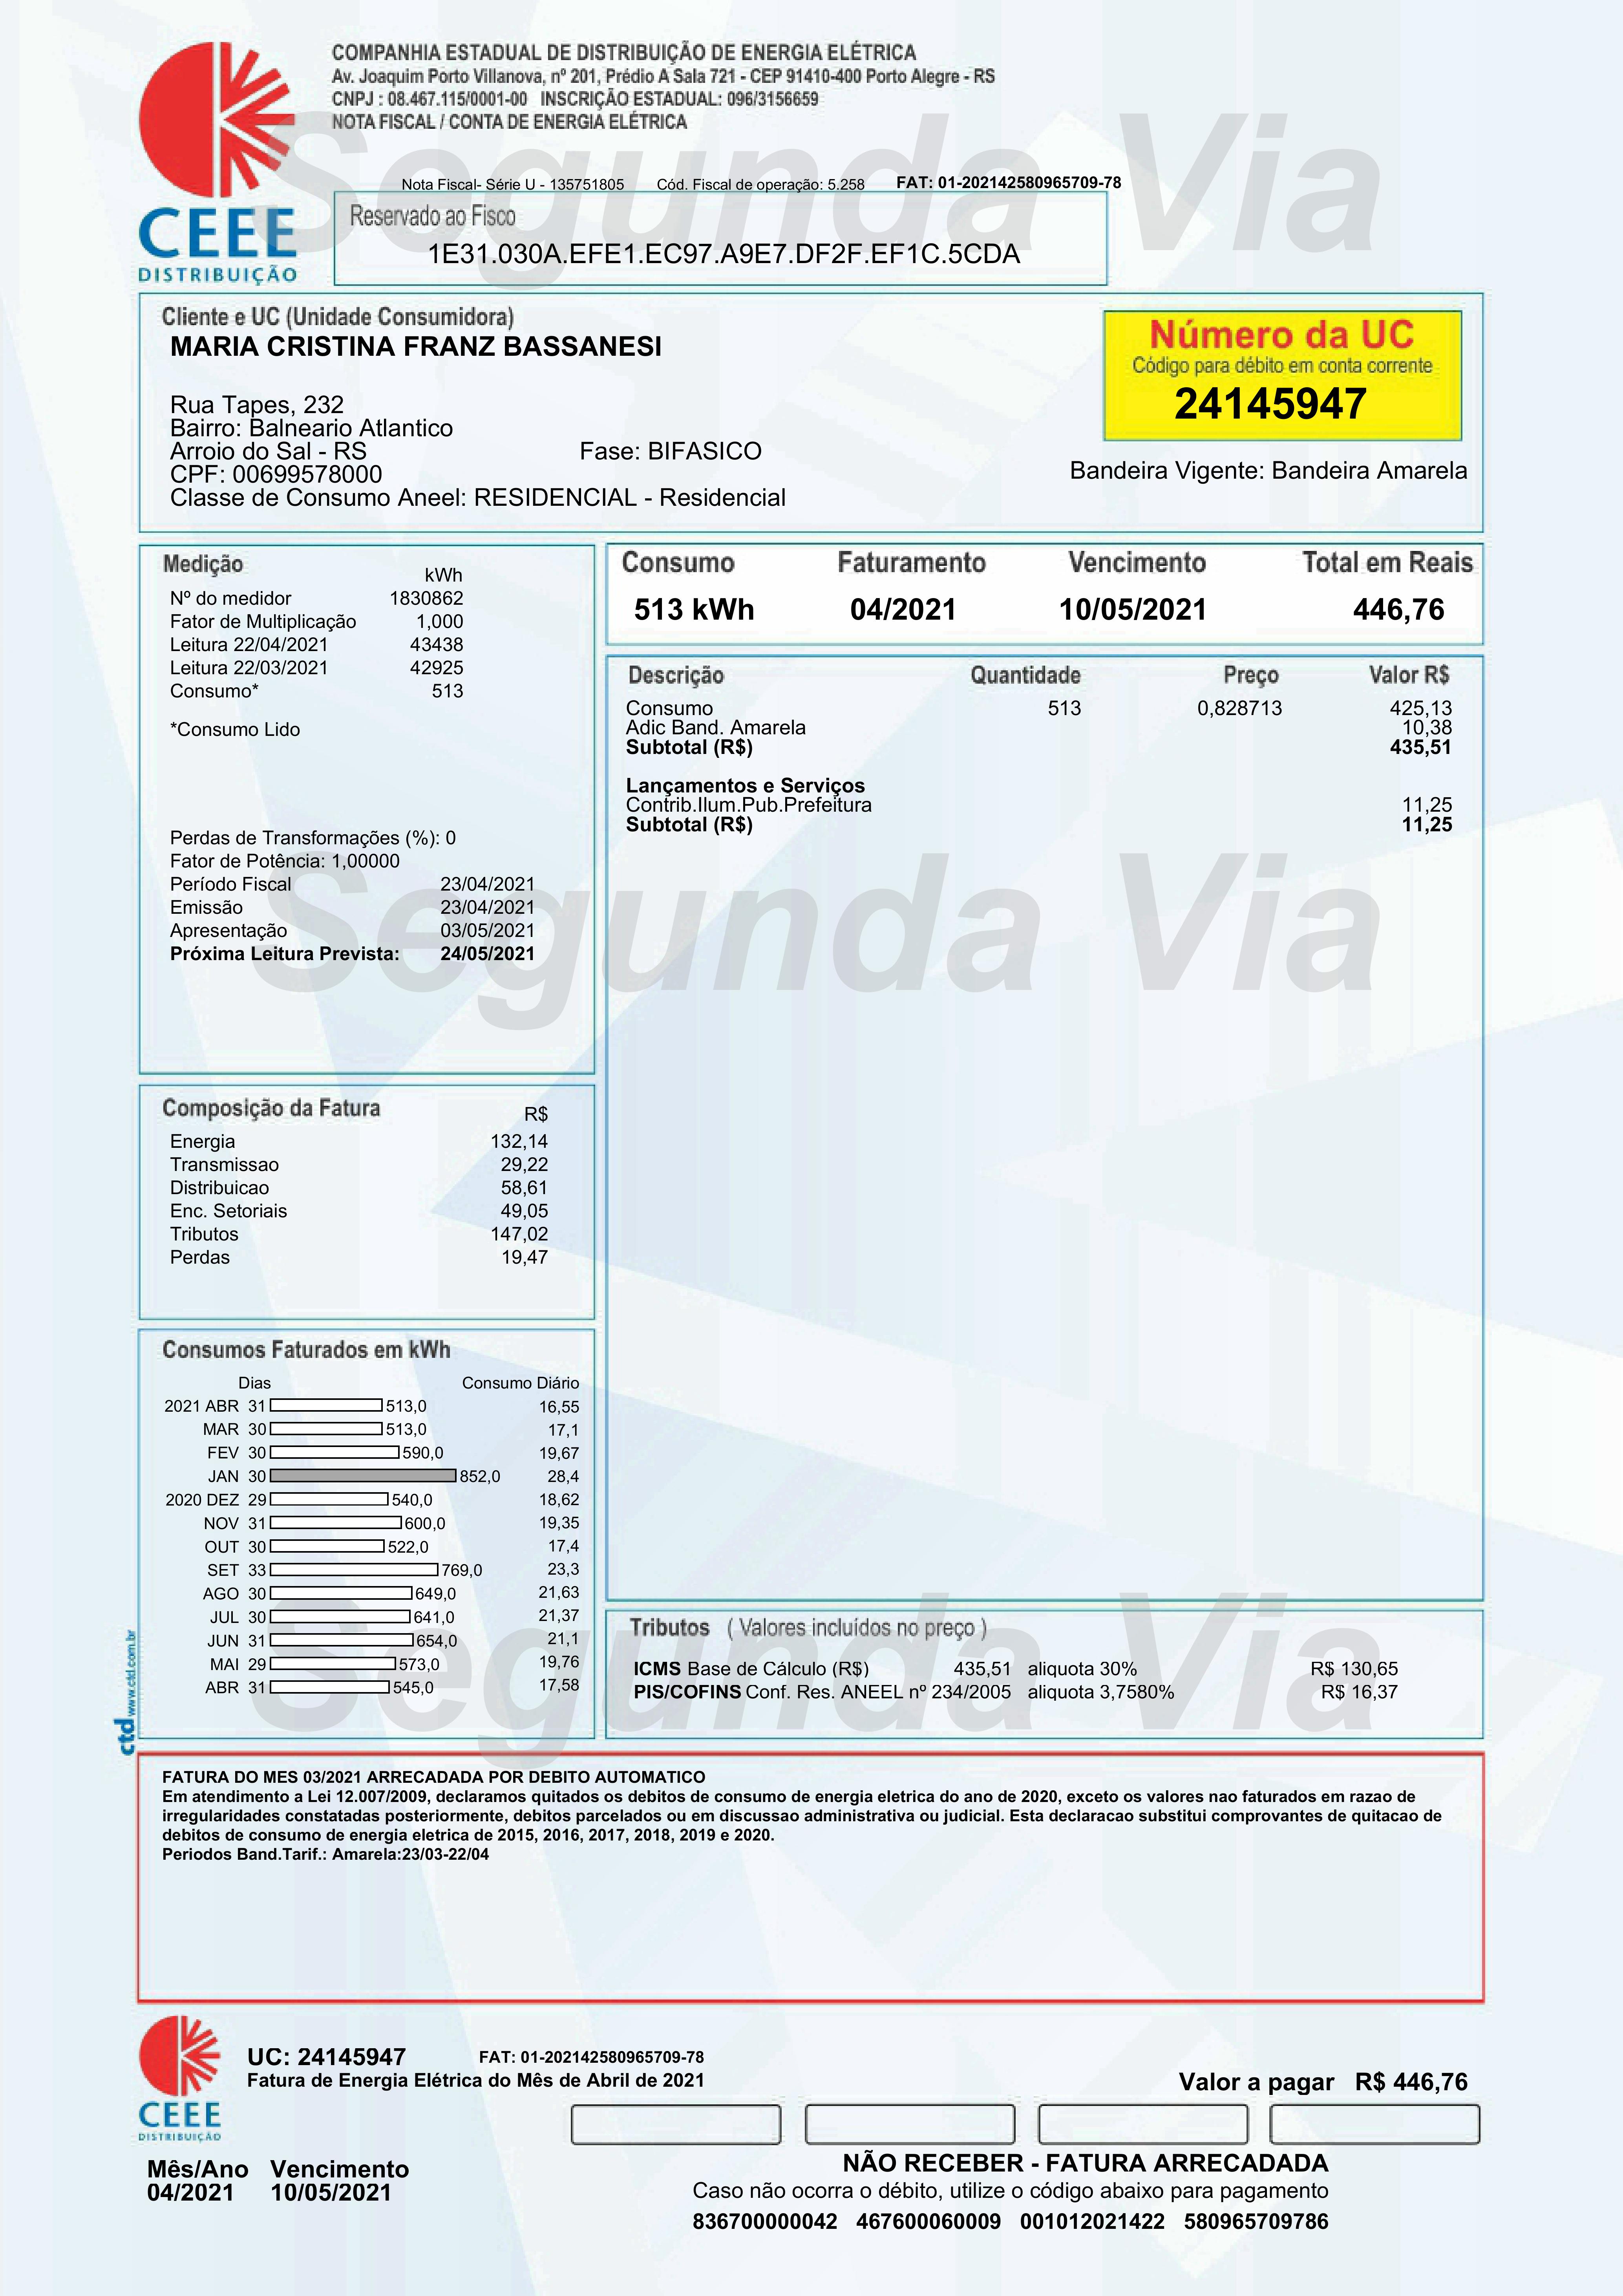 COMPANHIA ESTADUAL DE DISTRIBUIÇÃO DE ENERGIA ELÉTRICA
Av. Joaquim Porto Villanova, nº 201, Prédio A Sala 721 - CEP 91410-400 Porto Alegre - RS
CNPJ : 08.467.115/0001-00 INSCRIÇÃO ESTADUAL: 096/3156659
NOTA FISCAL / CONTA DE ENERGIA ELÉTRICA
Segunda Via
Nota Fiscal- Série U - 135751805 Cód. Fiscal de operação: 5.258 FAT: 01-202142580965709-78
CEEE
DISTRIBUIÇÃO
Reservado ao Fisco
1E31.030A.EFE1.EC97.A9E7.DF2F.EF1C.5CDA
Cliente e UC (Unidade Consumidora)
MARIA CRISTINA FRANZ BASSANESI
Rua Tapes, 232
Bairro: Balneario Atlantico
Arroio do Sal - RS Fase: BIFASICO
CPF: 00699578000
Classe de Consumo Aneel: RESIDENCIAL - Residencial
Número da UC
Código para débito em conta corrente
24145947
Bandeira Vigente: Bandeira Amarela
Medição
kWh
Nº do medidor 1830862
Fator de Multiplicação 1,000
Leitura 22/04/2021 43438
Leitura 22/03/2021 42925
Consumo* 513
*Consumo Lido
Perdas de Transformações (%): 0
Fator de Potência: 1,00000
Período Fiscal 23/04/2021
Emissão 23/04/2021
Apresentação 03/05/2021
Próxima Leitura Prevista: 24/05/2021
Consumo Faturamento Vencimento Total em Reais
513 kWh 04/2021 10/05/2021 446,76
Descrição Quantidade Preço Valor R$
Consumo 513 0,828713 425,13
Adic Band. Amarela 10,38
Subtotal (R$) 435,51
Lançamentos e Serviços
Contrib.Ilum.Pub.Prefeitura 11,25
Subtotal (R$) 11,25
Segunda Via
Composição da Fatura R$
Energia 132,14
Transmissao 29,22
Distribuicao 58,61
Enc. Setoriais 49,05
Tributos 147,02
Perdas 19,47
Consumos Faturados em kWh
Dias Consumo Diário
2021 ABR 31 513,0 16,55
MAR 30 513,0 17,1
FEV 30 590,0 19,67
JAN 30 852,0 28,4
2020 DEZ 29 540,0 18,62
NOV 31 600,0 19,35
OUT 30 522,0 17,4
SET 33 769,0 23,3
AGO 30 649,0 21,63
JUL 30 641,0 21,37
JUN 31 654,0 21,1
MAI 29 573,0 19,76
ABR 31 545,0 17,58
Segunda Via
Tributos ( Valores incluídos no preço )
ICMS Base de Cálculo (R$) 435,51 aliquota 30% R$ 130,65
PIS/COFINS Conf. Res. ANEEL nº 234/2005 aliquota 3,7580% R$ 16,37
ctd www.ctd.com.br
FATURA DO MES 03/2021 ARRECADADA POR DEBITO AUTOMATICO
Em atendimento a Lei 12.007/2009, declaramos quitados os debitos de consumo de energia eletrica do ano de 2020, exceto os valores nao faturados em razao de
irregularidades constatadas posteriormente, debitos parcelados ou em discussao administrativa ou judicial. Esta declaracao substitui comprovantes de quitacao de
debitos de consumo de energia eletrica de 2015, 2016, 2017, 2018, 2019 e 2020.
Periodos Band.Tarif.: Amarela:23/03-22/04
CEEE
DISTRIBUIÇÃO
UC: 24145947 FAT: 01-202142580965709-78
Fatura de Energia Elétrica do Mês de Abril de 2021
Valor a pagar R$ 446,76
Mês/Ano Vencimento
04/2021 10/05/2021
NÃO RECEBER - FATURA ARRECADADA
Caso não ocorra o débito, utilize o código abaixo para pagamento
836700000042 467600060009 001012021422 580965709786